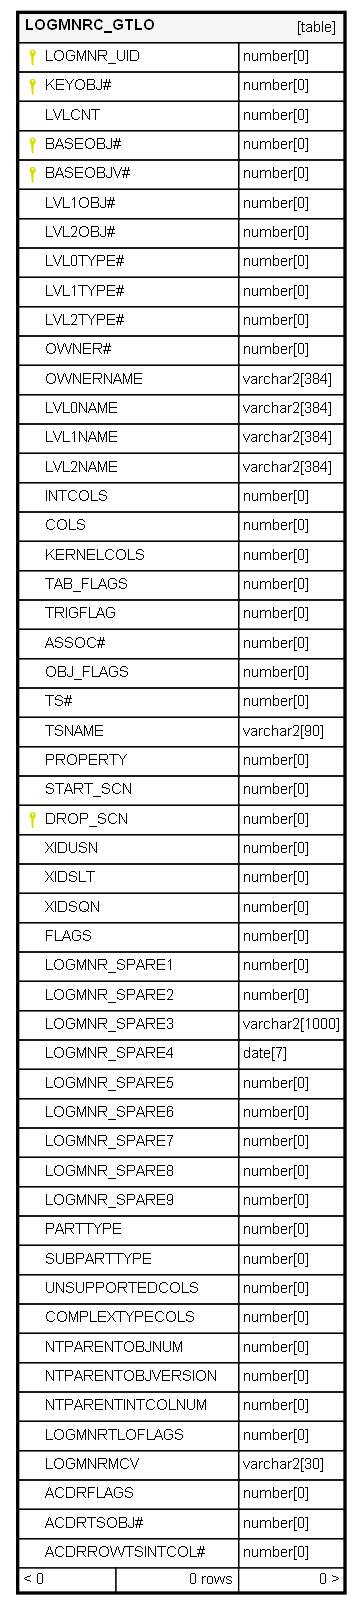 LOGMNRC_GTLO [table]
LOGMNR_UID number[0]
KEYOBJ# number[0]
LVLCNT number[0]
BASEOBJ# number[0]
BASEOBJV# number[0]
LVL1OBJ# number[0]
LVL2OBJ# number[0]
LVL0TYPE# number[0]
LVL1TYPE# number[0]
LVL2TYPE# number[0]
OWNER# number[0]
OWNERNAME varchar2[384]
LVL0NAME varchar2[384]
LVL1NAME varchar2[384]
LVL2NAME varchar2[384]
INTCOLS number[0]
COLS number[0]
KERNELCOLS number[0]
TAB_FLAGS number[0]
TRIGFLAG number[0]
ASSOC# number[0]
OBJ_FLAGS number[0]
TS# number[0]
TSNAME varchar2[90]
PROPERTY number[0]
START_SCN number[0]
DROP_SCN number[0]
XIDUSN number[0]
XIDSLT number[0]
XIDSQN number[0]
FLAGS number[0]
LOGMNR_SPARE1 number[0]
LOGMNR_SPARE2 number[0]
LOGMNR_SPARE3 varchar2[1000]
LOGMNR_SPARE4 date[7]
LOGMNR_SPARE5 number[0]
LOGMNR_SPARE6 number[0]
LOGMNR_SPARE7 number[0]
LOGMNR_SPARE8 number[0]
LOGMNR_SPARE9 number[0]
PARTTYPE number[0]
SUBPARTTYPE number[0]
UNSUPPORTEDCOLS number[0]
COMPLEXTYPECOLS number[0]
NTPARENTOBJNUM number[0]
NTPARENTOBJVERSION number[0]
NTPARENTINTCOLNUM number[0]
LOGMNRTLOFLAGS number[0]
LOGMNRMCV varchar2[30]
ACDRFLAGS number[0]
ACDRTSOBJ# number[0]
ACDRROWTSINTCOL# number[0]
< 0 0 rows 0 >